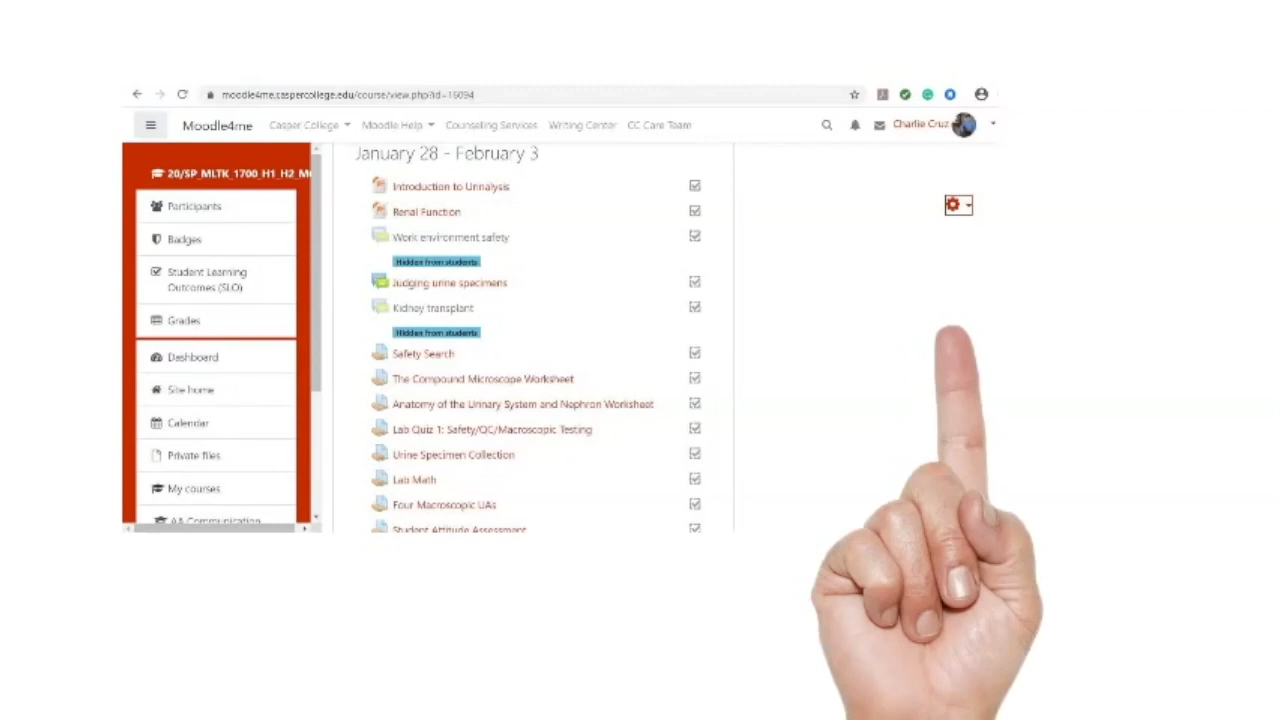 moodle4me.caspercollege.edu/course/view.php?id=16094
Moodle4me Casper College Moodle Help Counseling Services Writing Center CC Care Team Charlie Cruz
20/SP_MLTK_1700_H1_H2_M
Participants
Badges
Student Learning
Outcomes (SLO)
Grades
Dashboard
Site home
Calendar
Private files
My courses
AA Communication
January 28 - February 3
Introduction to Urinalysis
Renal Function
Work environment safety
Hidden from students
Judging urine specimens
Kidney transplant
Hidden from students
Safety Search
The Compound Microscope Worksheet
Anatomy of the Urinary System and Nephron Worksheet
Lab Quiz 1: Safety/QC/Macroscopic Testing
Urine Specimen Collection
Lab Math
Four Macroscopic UAs
Student Attitude Assessment